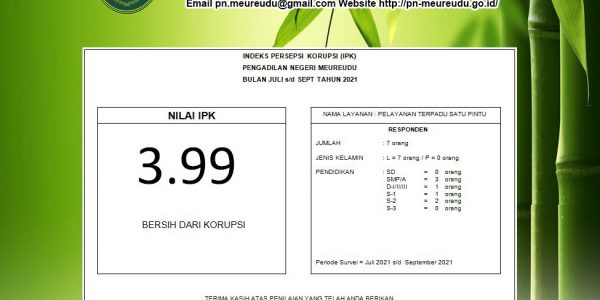 Email pn.meureudu@gmail.com Website http://pn-meureudu.go.id/
INDEKS PERSEPSI KORUPSI (IPK)
PENGADILAN NEGERI MEUREUDU
BULAN JULI s/d SEPT TAHUN 2021
NILAI IPK
3.99
BERSIH DARI KORUPSI
NAMA LAYANAN : PELAYANAN TERPADU SATU PINTU
RESPONDEN
JUMLAH : 7 orang
JENIS KELAMIN : L = 7 orang / P = 0 orang
PENDIDIKAN : SD = 0 orang
SMP/A = 3 orang
D-I/II/III = 1 orang
S-1 = 1 orang
S-2 = 2 orang
S-3 = 0 orang
Periode Survei = Juli 2021 s/d September 2021
TERIMA KASIH ATAS PENILAIAN YANG TELAH ANDA BERIKAN